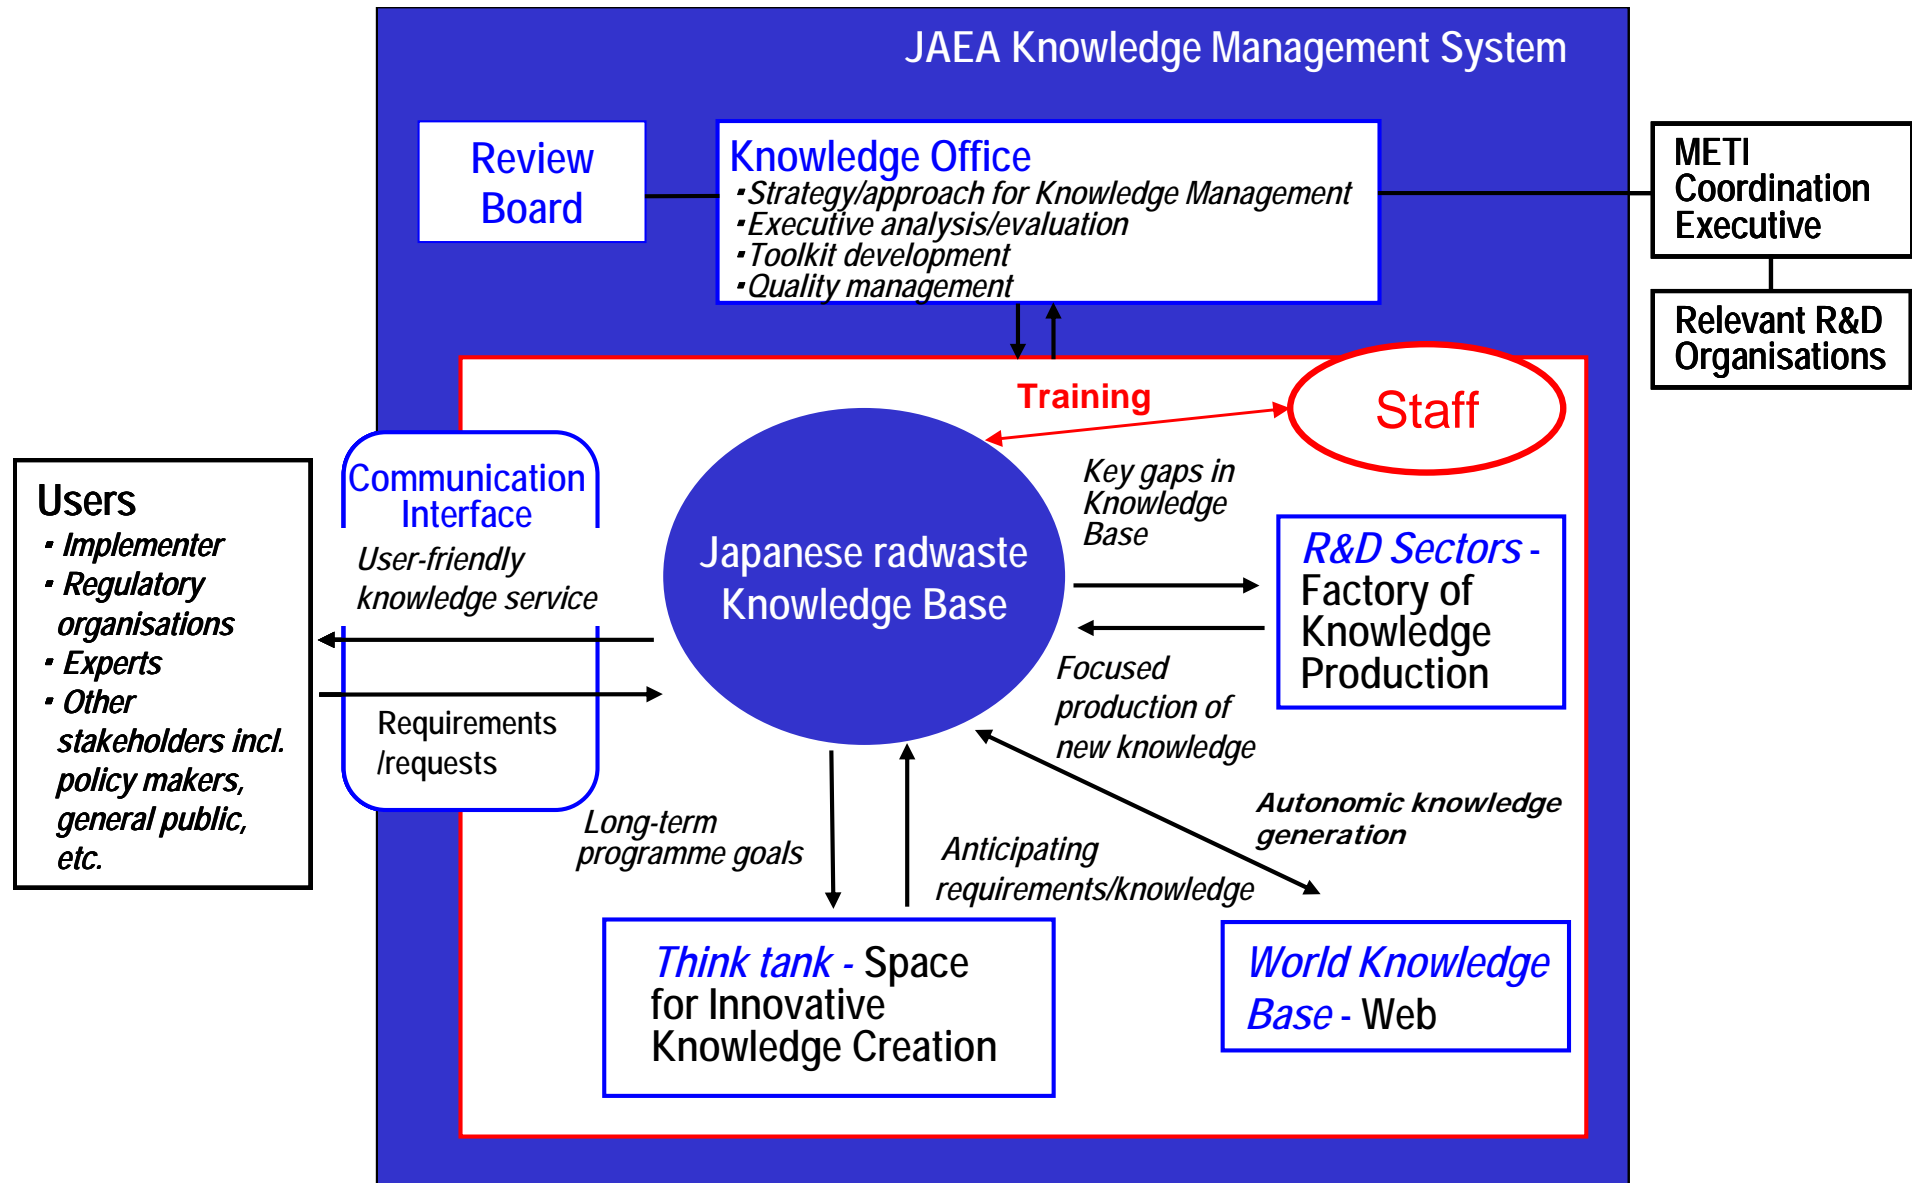 JAEA Knowledge Management System
Review
Board
Knowledge Office
・Strategy/approach for Knowledge Management
・Executive analysis/evaluation
・Toolkit development
・Quality management
METI
Coordination
Executive
Relevant R&D
Organisations
Training
Staff
Users
・Implementer
・Regulatory
organisations
・Experts
・Other
stakeholders incl.
policy makers,
general public,
etc.
Communication
Interface
User-friendly
knowledge service
Requirements
/requests
Japanese radwaste
Knowledge Base
Key gaps in
Knowledge
Base
R&D Sectors -
Factory of
Knowledge
Production
Focused
production of
new knowledge
Long-term
programme goals
Anticipating
requirements/knowledge
Autonomic knowledge
generation
Think tank - Space
for Innovative
Knowledge Creation
World Knowledge
Base - Web